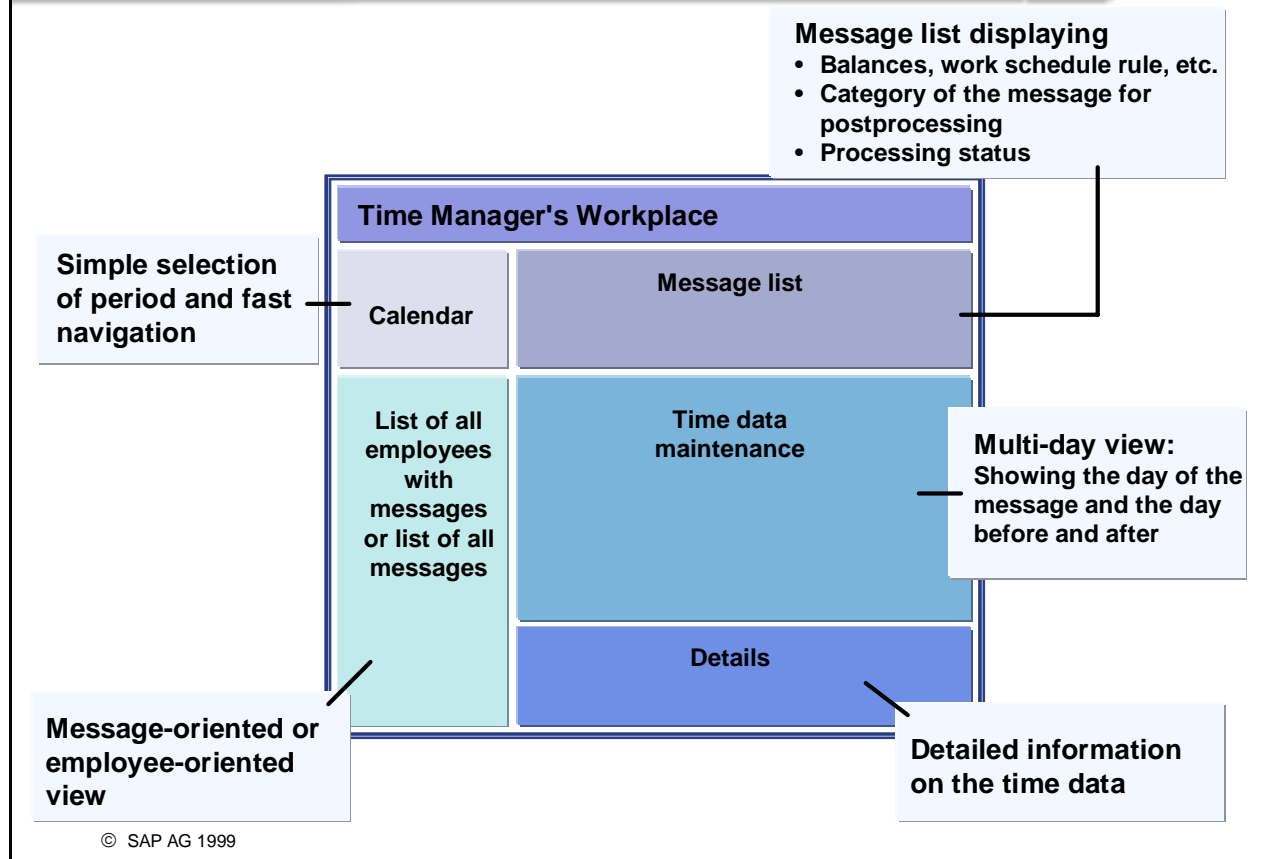 Message list displaying
• Balances, work schedule rule, etc.
• Category of the message for
postprocessing
• Processing status
Time Manager's Workplace
Simple selection
of period and fast
navigation
Calendar
Message list
List of all
employees
with
messages
or list of all
messages
Time data
maintenance
Multi-day view:
Showing the day of the
message and the day
before and after
Details
Message-oriented or
employee-oriented
view
Detailed information
on the time data
© SAP AG 1999